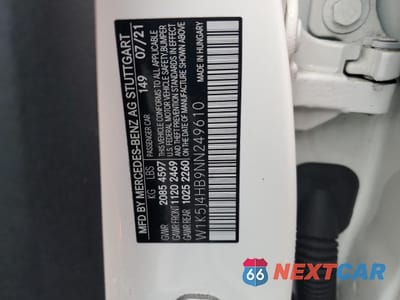 MFD BY MERCEDES-BENZ AG STUTTGART
PASSENGER CAR 149 07/21
MADE IN HUNGARY
THIS VEHICLE CONFORMS TO ALL APPLICABLE
U.S. FEDERAL MOTOR VEHICLE SAFETY, BUMPER
AND THEFT PREVENTION STANDARDS IN EFFECT
ON THE DATE OF MANUFACTURE SHOWN ABOVE
KG LBS
GVWR 2085 4597
GAWR FRONT 1120 2469
GAWR REAR 1025 2260
W1K5J4HB9NN249610
66 NEXTCAR